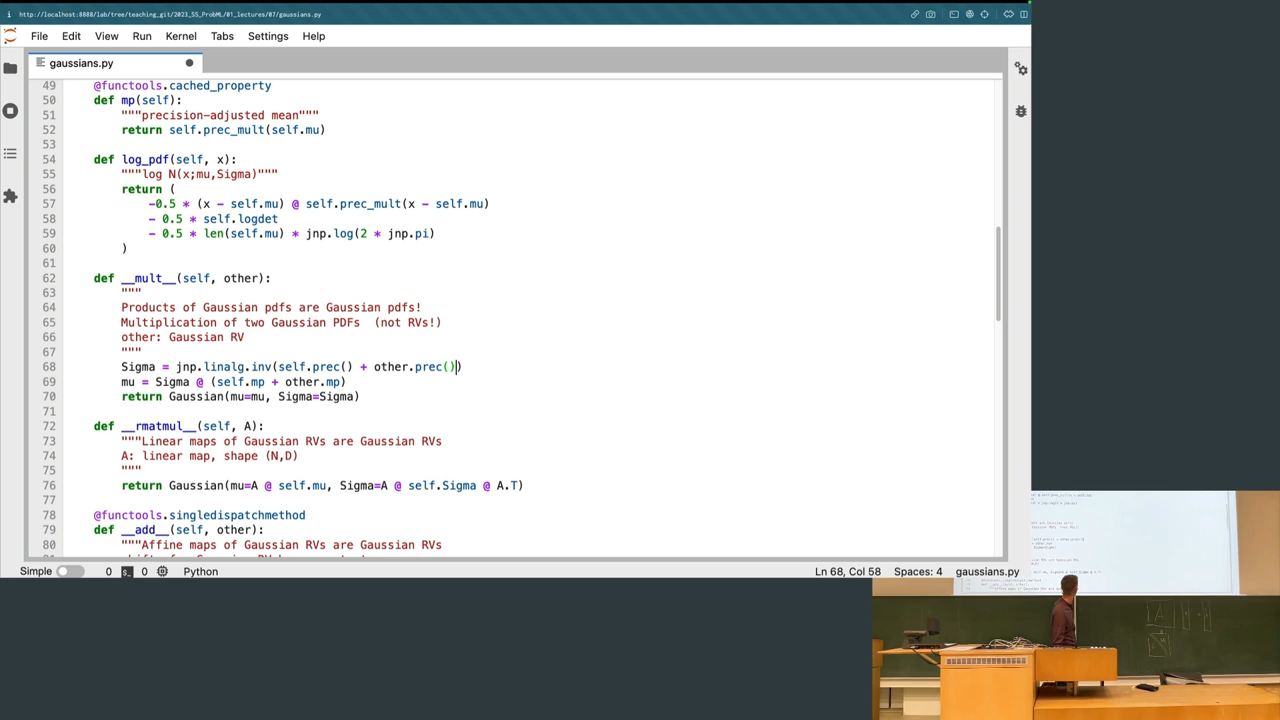 http://localhost:8888/lab/tree/teaching_git/2023_SS_ProbML/01_lectures/07/gaussians.py
File Edit View Run Kernel Tabs Settings Help
gaussians.py
49 @functools.cached_property
50 def mp(self):
51 """precision-adjusted mean"""
52 return self.prec_mult(self.mu)
53
54 def log_pdf(self, x):
55 """log N(x;mu,Sigma)"""
56 return (
57 -0.5 * (x - self.mu) @ self.prec_mult(x - self.mu)
58 - 0.5 * self.logdet
59 - 0.5 * len(self.mu) * jnp.log(2 * jnp.pi)
60 )
61
62 def __mult__(self, other):
63 """
64 Products of Gaussian pdfs are Gaussian pdfs!
65 Multiplication of two Gaussian PDFs (not RVs!)
66 other: Gaussian RV
67 """
68 Sigma = jnp.linalg.inv(self.prec() + other.prec())
69 mu = Sigma @ (self.mp + other.mp)
70 return Gaussian(mu=mu, Sigma=Sigma)
71
72 def __rmatmul__(self, A):
73 """Linear maps of Gaussian RVs are Gaussian RVs
74 A: linear map, shape (N,D)
75 """
76 return Gaussian(mu=A @ self.mu, Sigma=A @ self.Sigma @ A.T)
77
78 @functools.singledispatchmethod
79 def __add__(self, other):
80 """Affine maps of Gaussian RVs are Gaussian RVs
Simple 0 0 Python Ln 68, Col 58 Spaces: 4 gaussians.py